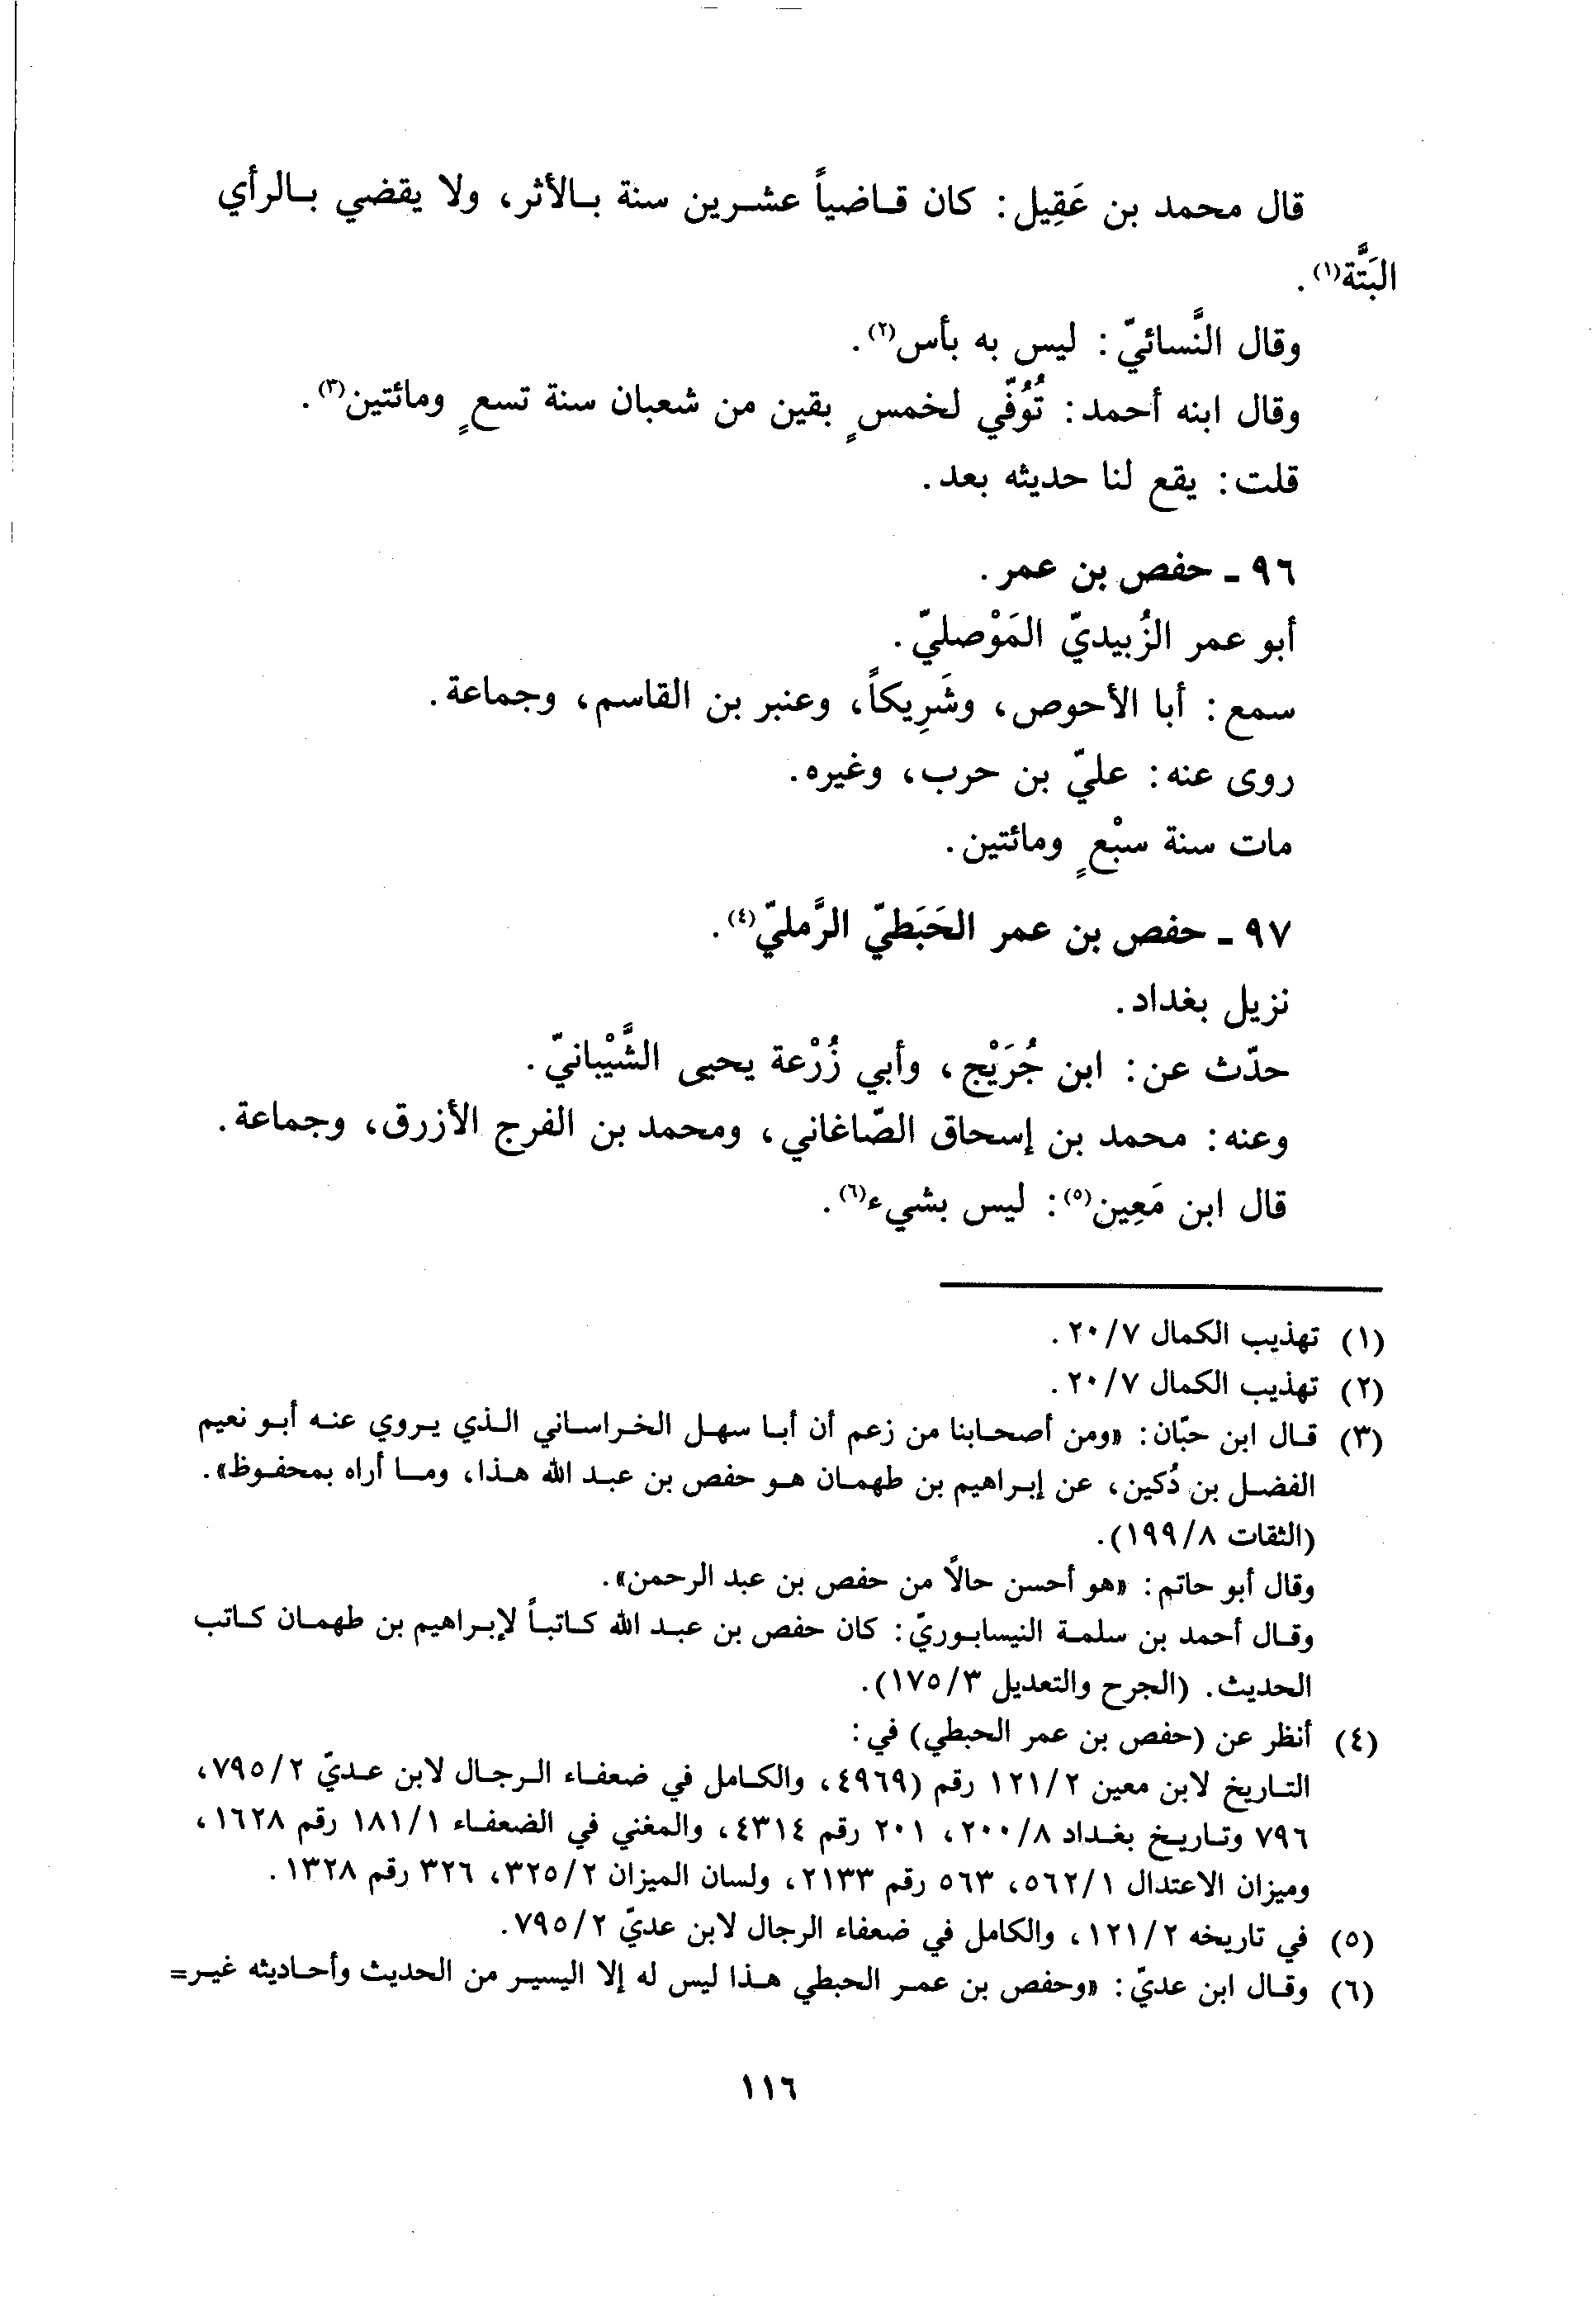 قال محمد بن عَقِيل: كان قاضياً عشرين سنة بالأثر، ولا يقضي بالرأي
البَتَّة(١).
وقال النَّسائيّ: ليس به بأس(٢).
وقال ابنه أحمد: تُوُفّي لخمسٍ بقين من شعبان سنة تسعٍ ومائتين(٣).
قلت: يقع لنا حديثه بعد.
٩٦ - حفص بن عمر.
أبو عمر الزُبيديّ المَوْصليّ.
سمع: أبا الأحوص، وشَرِيكاً، وعنبر بن القاسم، وجماعة.
روى عنه: عليّ بن حرب، وغيره.
مات سنة سبْعٍ ومائتين.
٩٧ - حفص بن عمر الحَبَطيّ الرَّمليّ(٤).
نزيل بغداد.
حدّث عن: ابن جُرَيْج، وأبي زُرْعة يحيى الشَّيْبانيّ.
وعنه: محمد بن إسحاق الصّاغاني، ومحمد بن الفرج الأزرق، وجماعة.
قال ابن مَعِين(٥): ليس بشيء(٦).
(١) تهذيب الكمال ٢٠/٧.
(٢) تهذيب الكمال ٢٠/٧.
(٣) قال ابن حبّان: «ومن أصحابنا من زعم أن أبا سهل الخراساني الذي يروي عنه أبو نعيم
الفضل بن دُكين، عن إبراهيم بن طهمان هو حفص بن عبد الله هذا، وما أراه بمحفوظ».
(الثقات ١٩٩/٨).
وقال أبو حاتم: «هو أحسن حالاً من حفص بن عبد الرحمن».
وقال أحمد بن سلمة النيسابوريّ: كان حفص بن عبد الله كاتباً لإبراهيم بن طهمان كاتب
الحديث. (الجرح والتعديل ١٧٥/٣).
(٤) أنظر عن (حفص بن عمر الحبطي) في:
التاريخ لابن معين ١٢١/٢ رقم (٤٩٦٩، والكامل في ضعفاء الرجال لابن عديّ ٧٩٥/٢،
٧٩٦ وتاريخ بغداد ٢٠٠/٨، ٢٠١ رقم ٤٣١٤، والمغني في الضعفاء ١٨١/١ رقم ١٦٢٨،
وميزان الاعتدال ٥٦٢/١، ٥٦٣ رقم ٢١٣٣، ولسان الميزان ٣٢٥/٢، ٣٢٦ رقم ١٣٢٨.
(٥) في تاريخه ١٢١/٢، والكامل في ضعفاء الرجال لابن عديّ ٧٩٥/٢.
(٦) وقال ابن عديّ: «وحفص بن عمر الحبطي هذا ليس له إلا اليسير من الحديث وأحاديثه غير=
١١٦